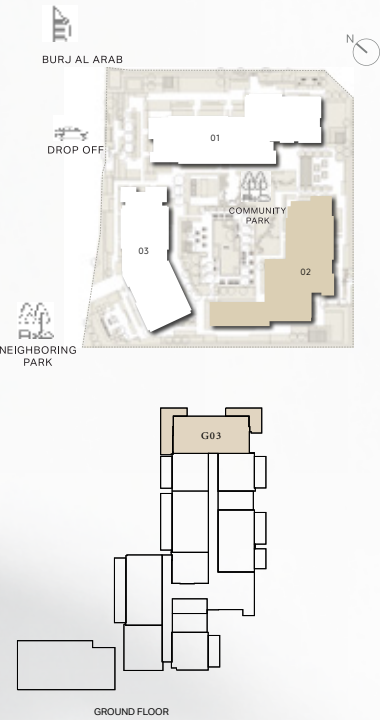 N
BURJ AL ARAB
DROP OFF
01
COMMUNITY
PARK
03
02
NEIGHBORING
PARK
G03
GROUND FLOOR